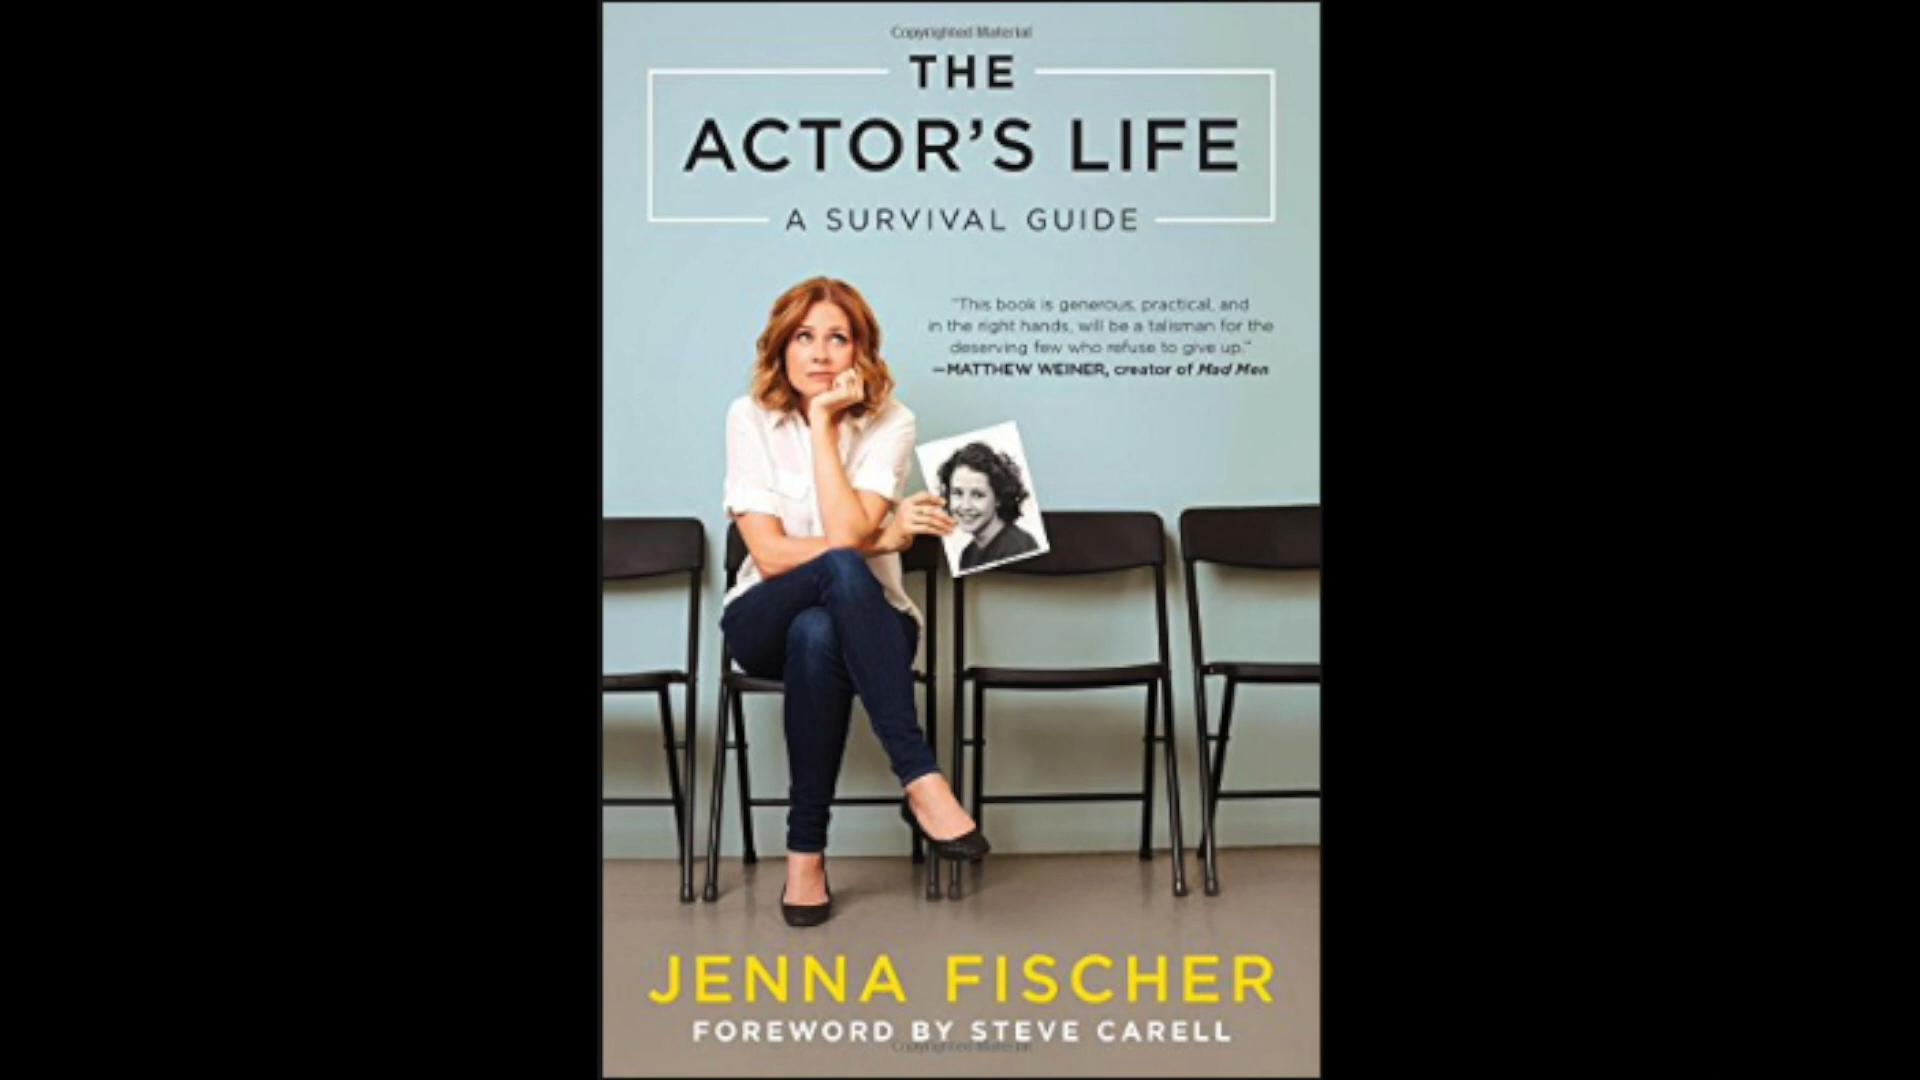 Copyrighted Material
THE
ACTOR'S LIFE
A SURVIVAL GUIDE
"This book is generous, practical, and
in the right hands, will be a talisman for the
deserving few who refuse to give up."
—MATTHEW WEINER, creator of Mad Men
JENNA FISCHER
FOREWORD BY STEVE CARELL
Copyrighted Material